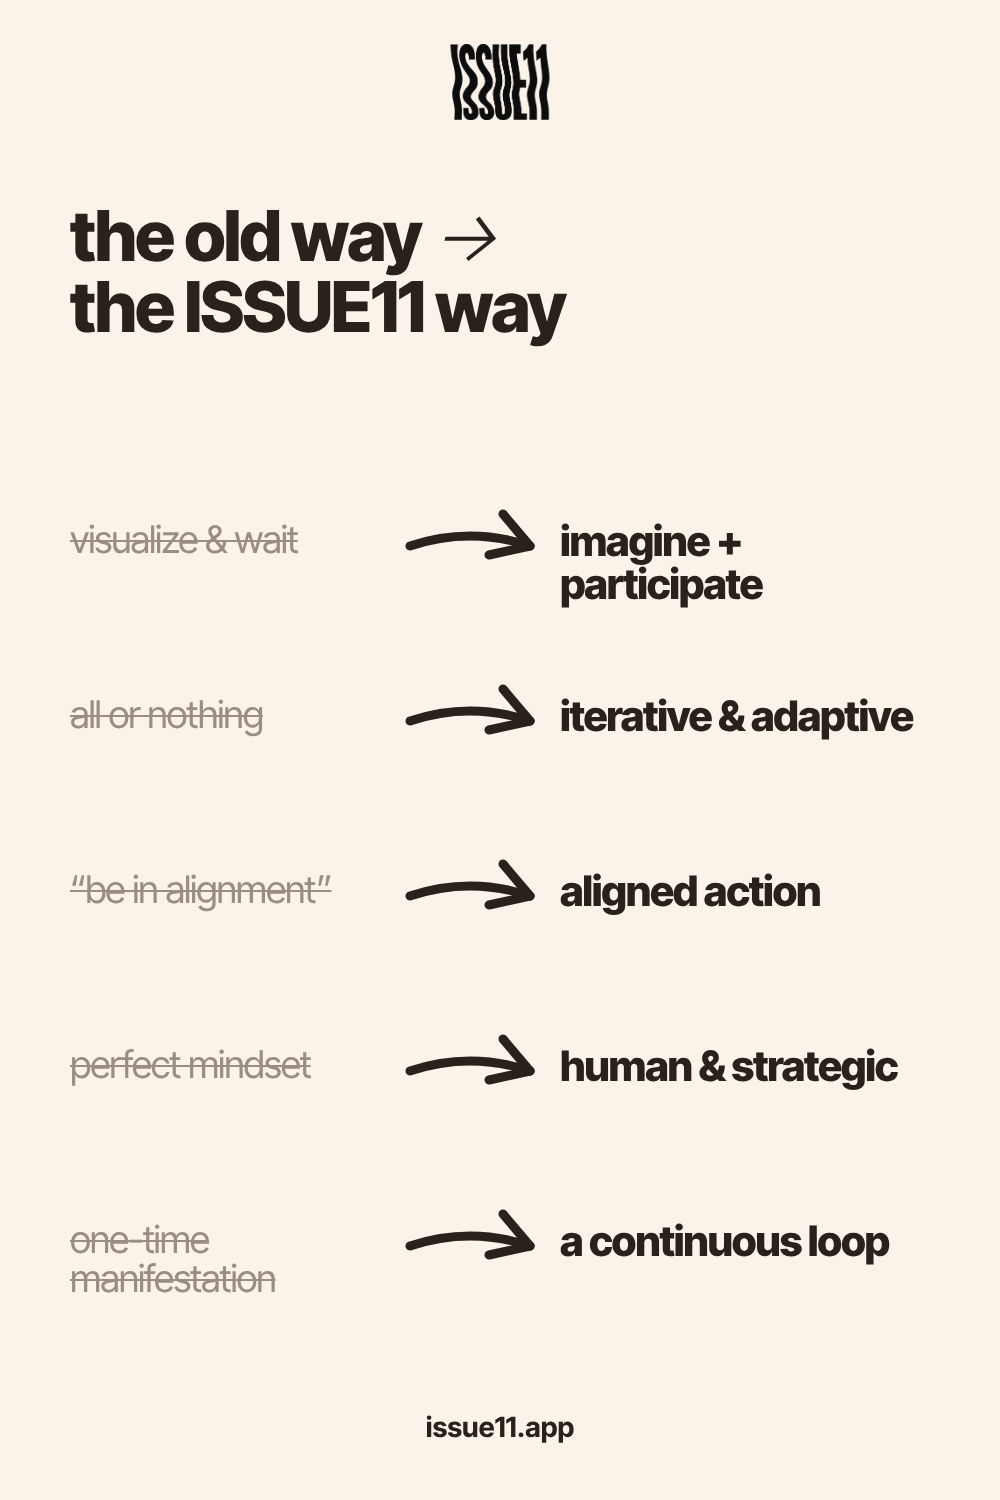 ISSUE11
the old way →
the ISSUE11 way
visualize & wait
imagine +
participate
all or nothing
iterative & adaptive
“be in alignment”
aligned action
perfect mindset
human & strategic
one-time
manifestation
a continuous loop
issue11.app